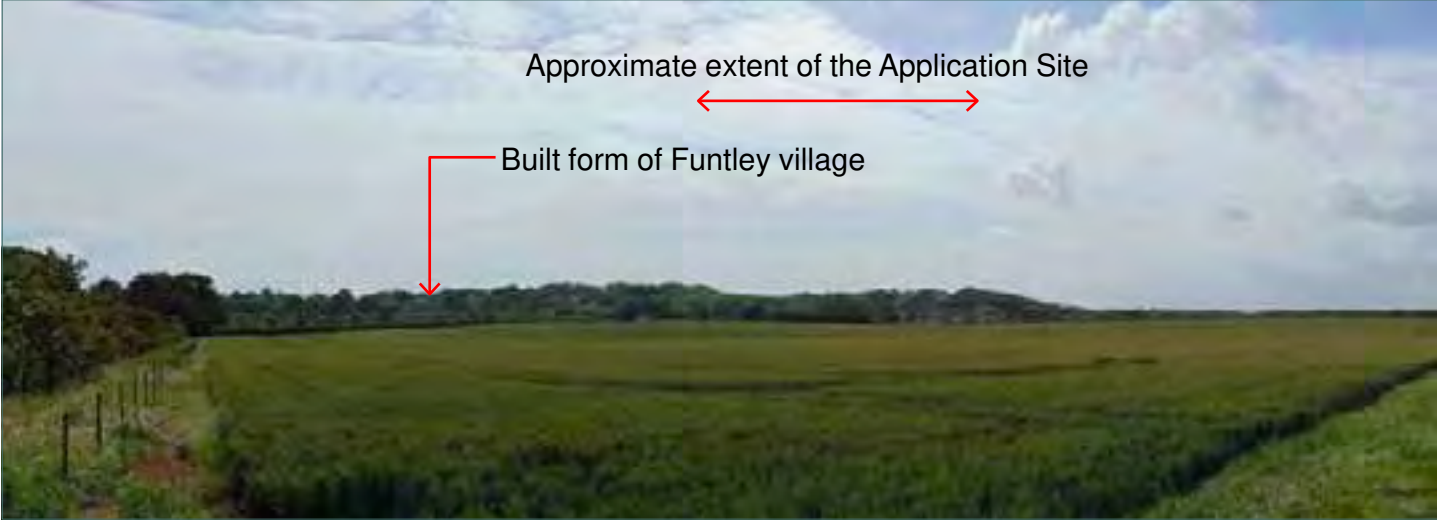 Approximate extent of the Application Site
Built form of Funtley village